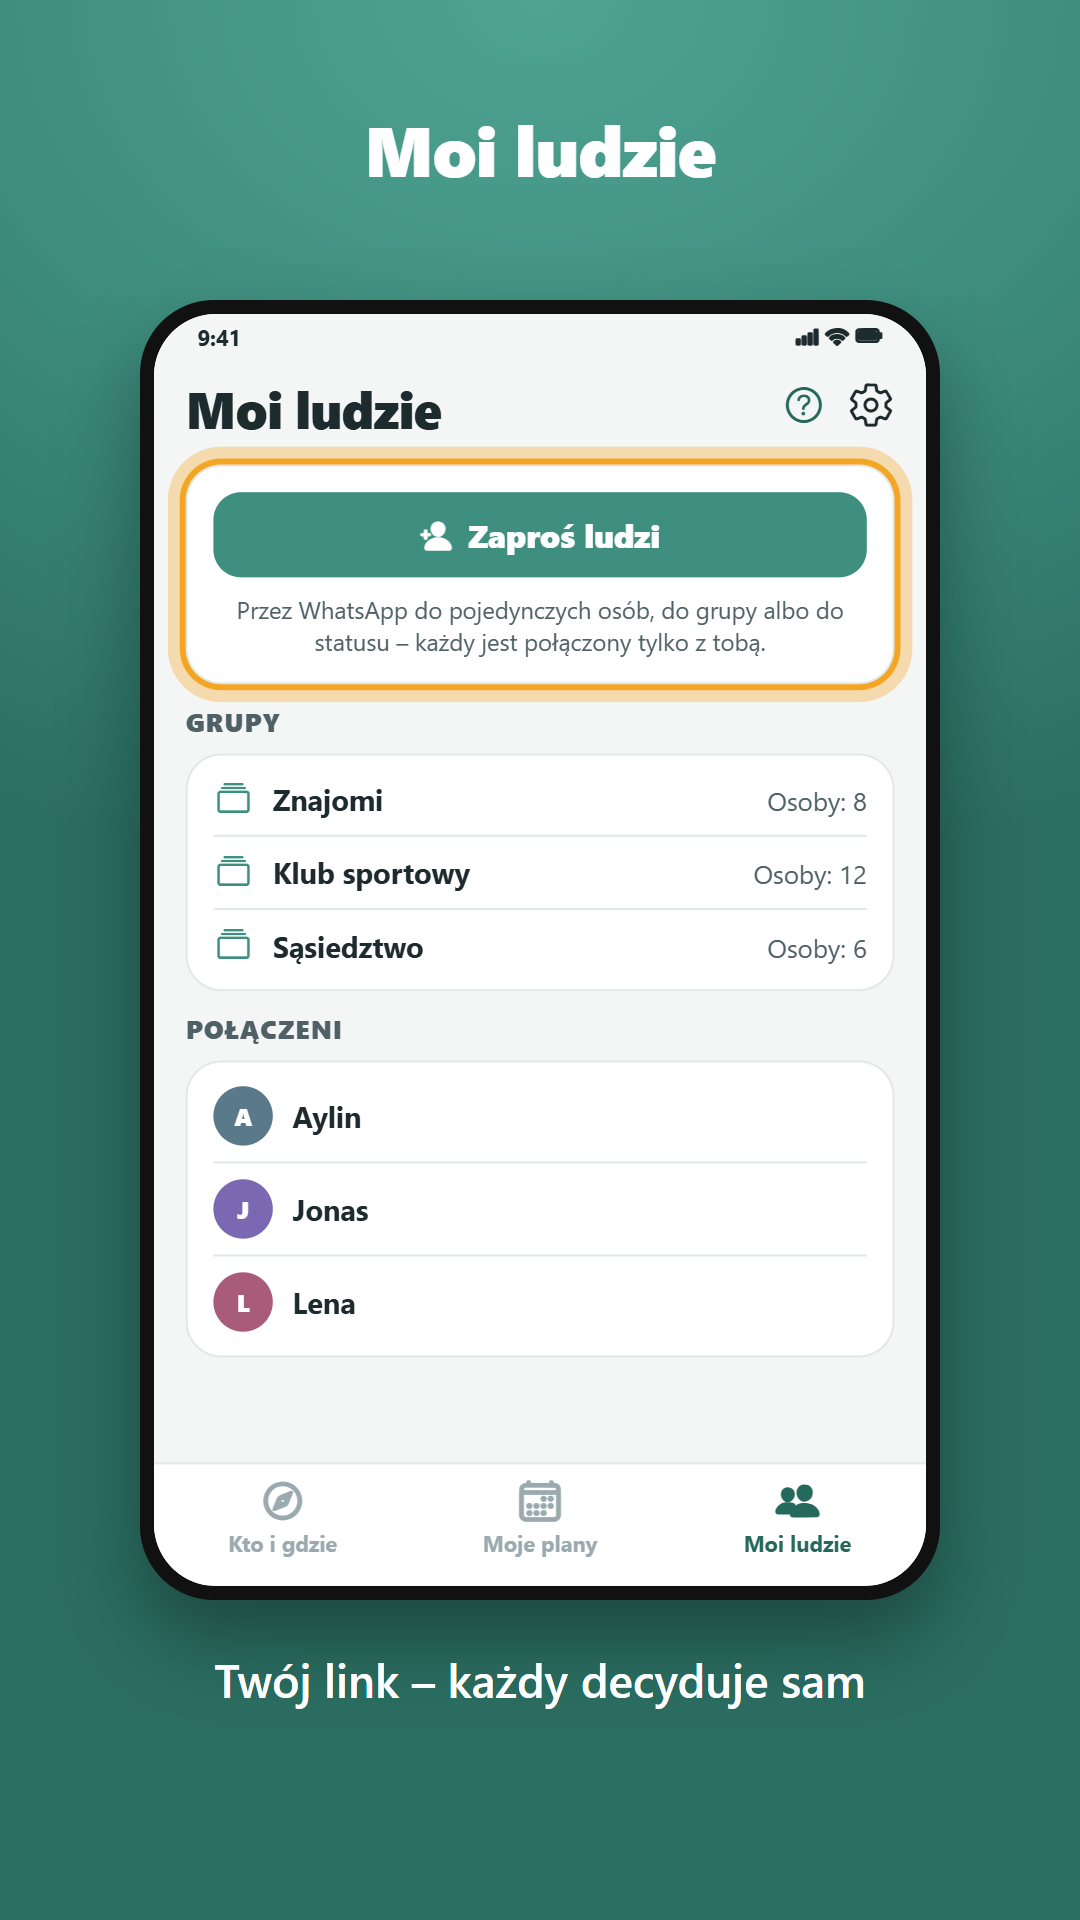 Moi ludzie
9:41
Moi ludzie
Zaproś ludzi
Przez WhatsApp do pojedynczych osób, do grupy albo do
statusu – każdy jest połączony tylko z tobą.
GRUPY
Znajomi Osoby: 8
Klub sportowy Osoby: 12
Sąsiedztwo Osoby: 6
POŁĄCZENI
A Aylin
J Jonas
L Lena
Kto i gdzie Moje plany Moi ludzie
Twój link – każdy decyduje sam